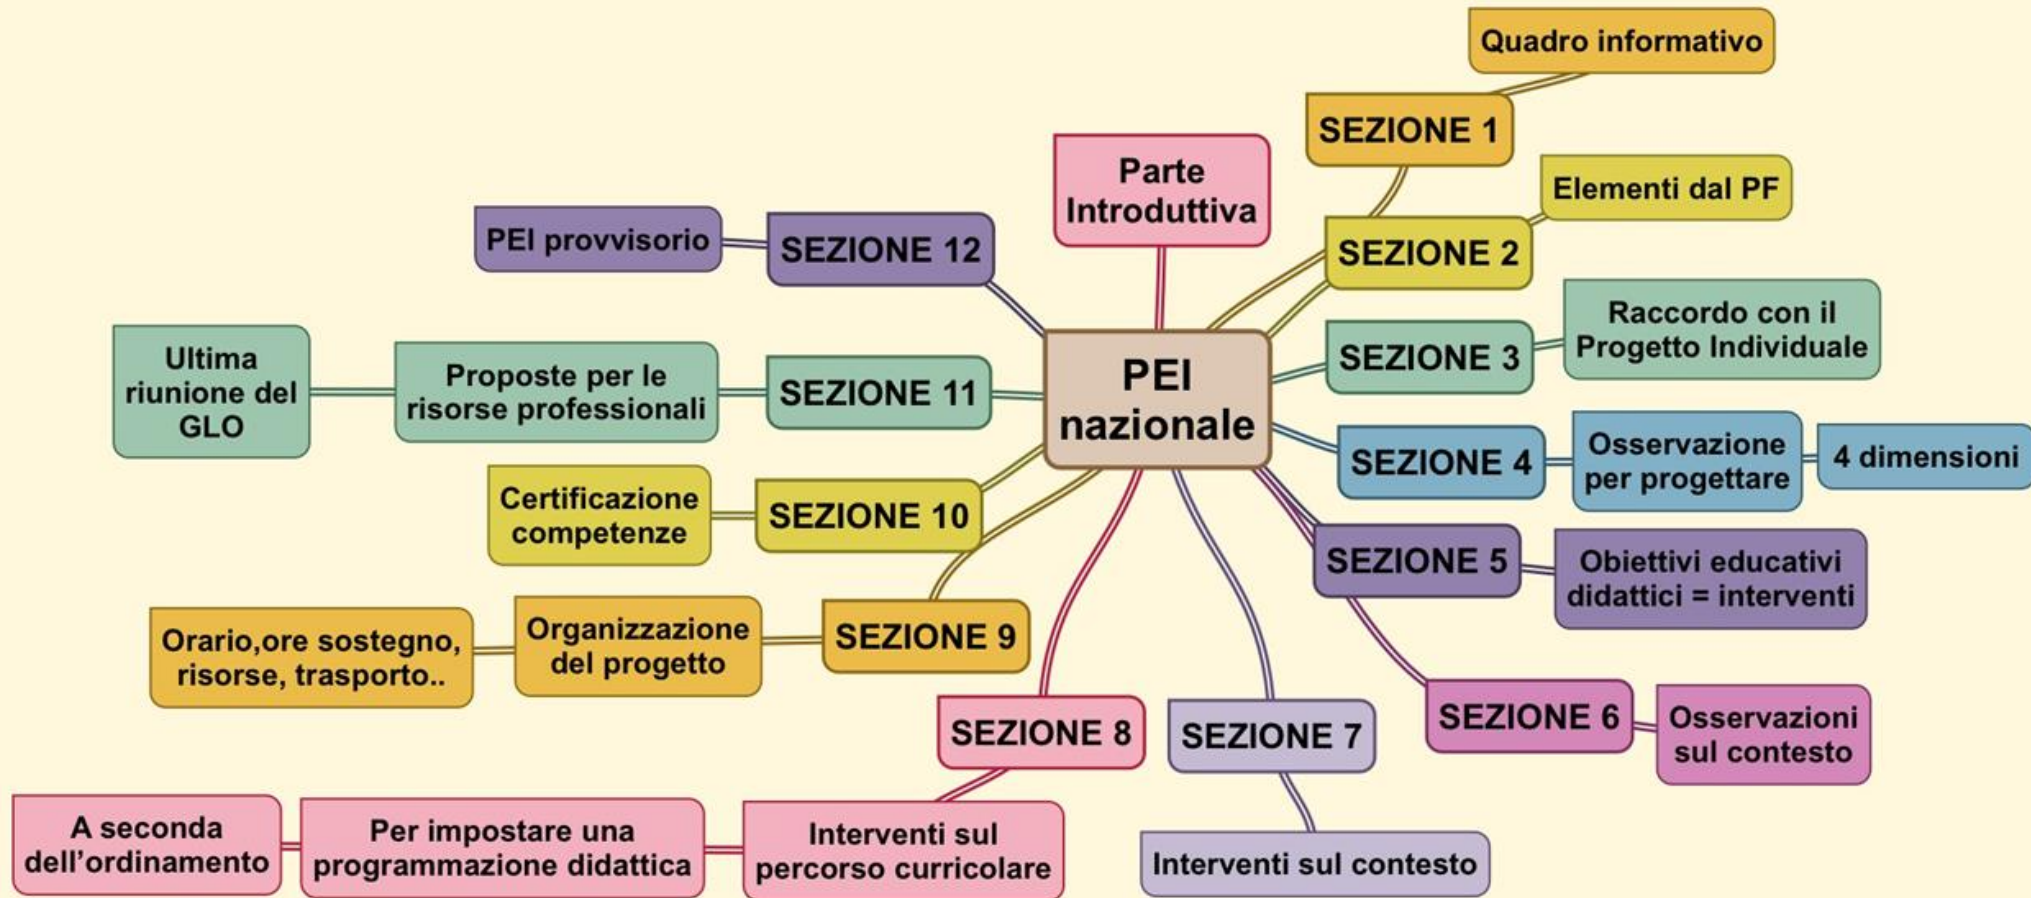 PEI
nazionale
Parte
Introduttiva
SEZIONE 1
Quadro informativo
SEZIONE 2
Elementi dal PF
SEZIONE 3
Raccordo con il
Progetto Individuale
SEZIONE 4
Osservazione
per progettare
4 dimensioni
SEZIONE 5
Obiettivi educativi
didattici = interventi
SEZIONE 6
Osservazioni
sul contesto
SEZIONE 7
Interventi sul contesto
SEZIONE 8
Interventi sul
percorso curricolare
Per impostare una
programmazione didattica
A seconda
dell'ordinamento
SEZIONE 9
Organizzazione
del progetto
Orario,ore sostegno,
risorse, trasporto..
SEZIONE 10
Certificazione
competenze
SEZIONE 11
Proposte per le
risorse professionali
Ultima
riunione del
GLO
SEZIONE 12
PEI provvisorio